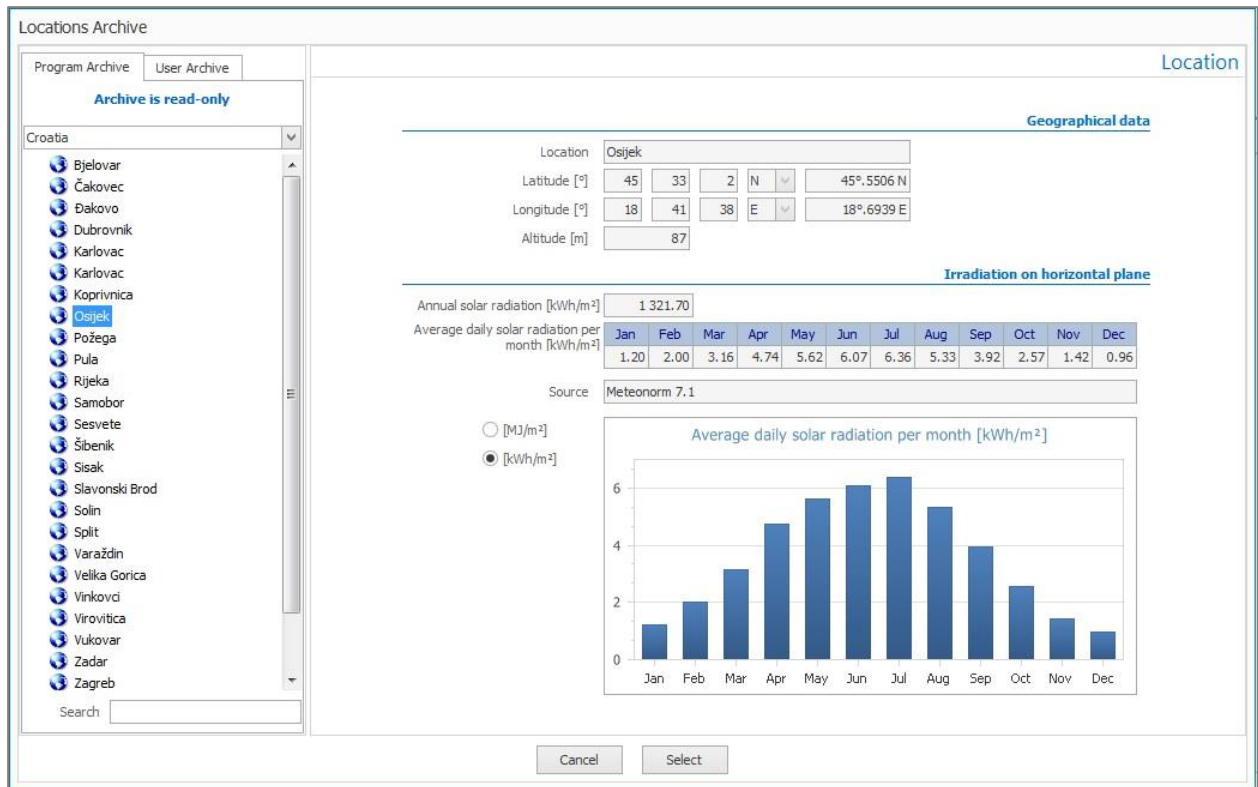 Locations Archive
Program Archive User Archive
Archive is read-only
Croatia
Bjelovar
Čakovec
Đakovo
Dubrovnik
Karlovac
Karlovac
Koprivnica
Osijek
Požega
Pula
Rijeka
Samobor
Sesvete
Šibenik
Sisak
Slavonski Brod
Solin
Split
Varaždin
Velika Gorica
Vinkovci
Virovitica
Vukovar
Zadar
Zagreb
Search
Location
Geographical data
Location Osijek
Latitude [°] 45 33 2 N 45°.5506 N
Longitude [°] 18 41 38 E 18°.6939 E
Altitude [m] 87
Irradiation on horizontal plane
Annual solar radiation [kWh/m²] 1 321.70
Average daily solar radiation per
month [kWh/m²]
Jan Feb Mar Apr May Jun Jul Aug Sep Oct Nov Dec
1.20 2.00 3.16 4.74 5.62 6.07 6.36 5.33 3.92 2.57 1.42 0.96
Source Meteonorm 7.1
[MJ/m²]
[kWh/m²]
Average daily solar radiation per month [kWh/m²]
6
4
2
0
Jan Feb Mar Apr May Jun Jul Aug Sep Oct Nov Dec
Cancel Select